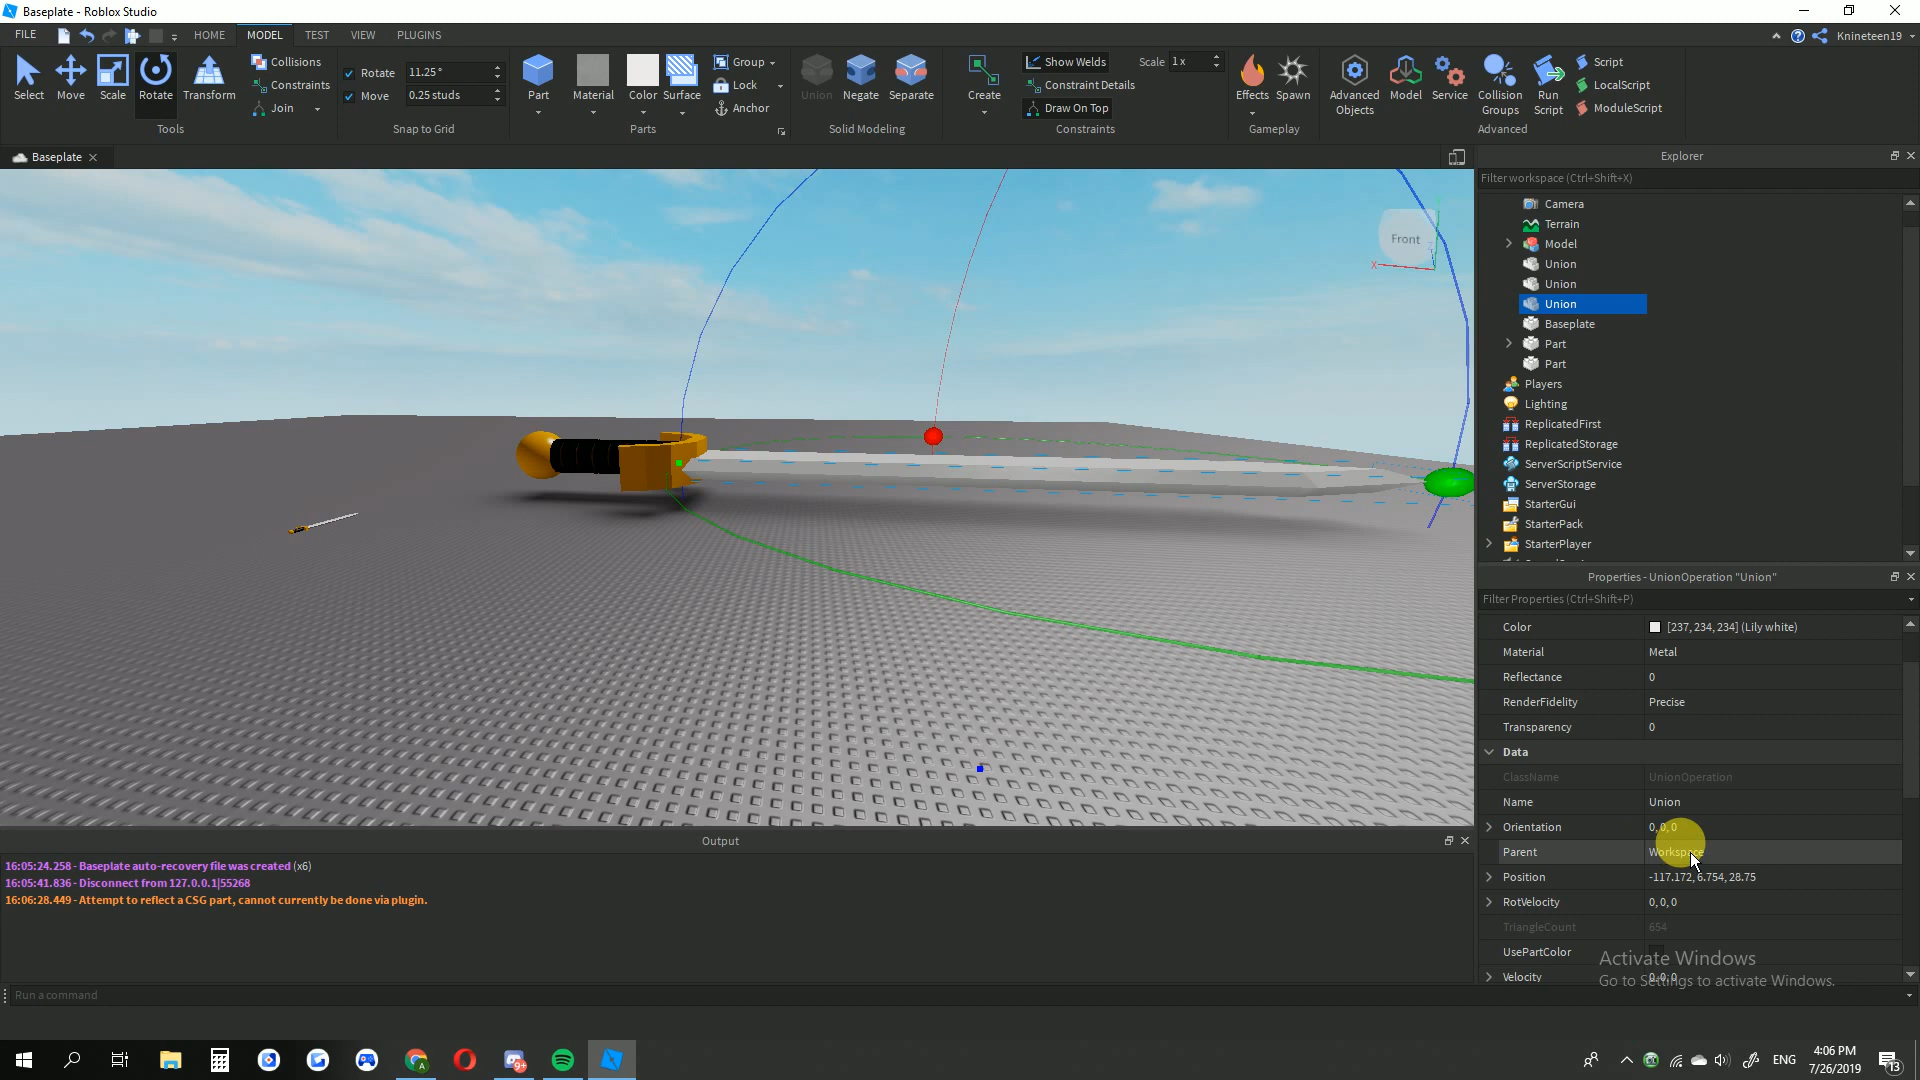 Baseplate - Roblox Studio
FILE HOME MODEL TEST VIEW PLUGINS Knineteen19
Select Move Scale Rotate Transform
Collisions
Constraints
Join
Tools
Rotate 11.25 °
Move 0.25 studs
Snap to Grid
Part Material Color Surface
Group
Lock
Anchor
Parts
Union Negate Separate
Solid Modeling
Create
Show Welds Scale 1 x
Constraint Details
Draw On Top
Constraints
Effects Spawn
Gameplay
Advanced Objects Model Service Collision Groups Run Script
Script
LocalScript
ModuleScript
Advanced
Baseplate
Front
X
Z
Explorer
Filter workspace (Ctrl+Shift+X)
Camera
Terrain
Model
Union
Union
Union
Baseplate
Part
Part
Players
Lighting
ReplicatedFirst
ReplicatedStorage
ServerScriptService
ServerStorage
StarterGui
StarterPack
StarterPlayer
Properties - UnionOperation "Union"
Filter Properties (Ctrl+Shift+P)
Color [237, 234, 234] (Lily white)
Material Metal
Reflectance 0
RenderFidelity Precise
Transparency 0
Data
ClassName UnionOperation
Name Union
Orientation 0, 0, 0
Parent Workspace
Position -117.172, 6.754, 28.75
RotVelocity 0, 0, 0
TriangleCount 654
UsePartColor
Velocity 0, 0, 0
Activate Windows
Go to Settings to activate Windows.
Output
16:05:24.258 - Baseplate auto-recovery file was created (x6)
16:05:41.836 - Disconnect from 127.0.0.1|55268
16:06:28.449 - Attempt to reflect a CSG part, cannot currently be done via plugin.
Run a command
A
9+
ENG
4:06 PM
7/26/2019
13